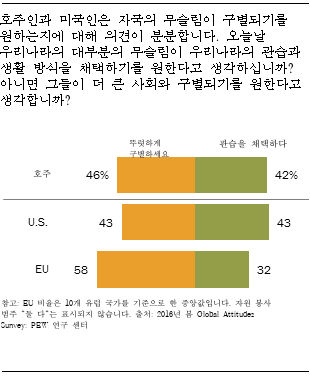 호주인과 미국인은 자국의 무슬림이 구별되기를
원하는지에 대해 의견이 분분합니다. 오늘날
우리나라의 대부분의 무슬림이 우리나라의 관습과
생활 방식을 채택하기를 원한다고 생각하십니까?
아니면 그들이 더 큰 사회와 구별되기를 원한다고
생각합니까?
뚜렷하게
구별하세요
관습을 채택하다
호주 46% 42%
U.S. 43 43
EU 58 32
참고: EU 비율은 10개 유럽 국가를 기준으로 한 중앙값입니다. 자원 봉사
범주 "둘 다"는 표시되지 않습니다. 출처: 2016년 봄 Global Attitudes
Survey: PEW 연구 센터